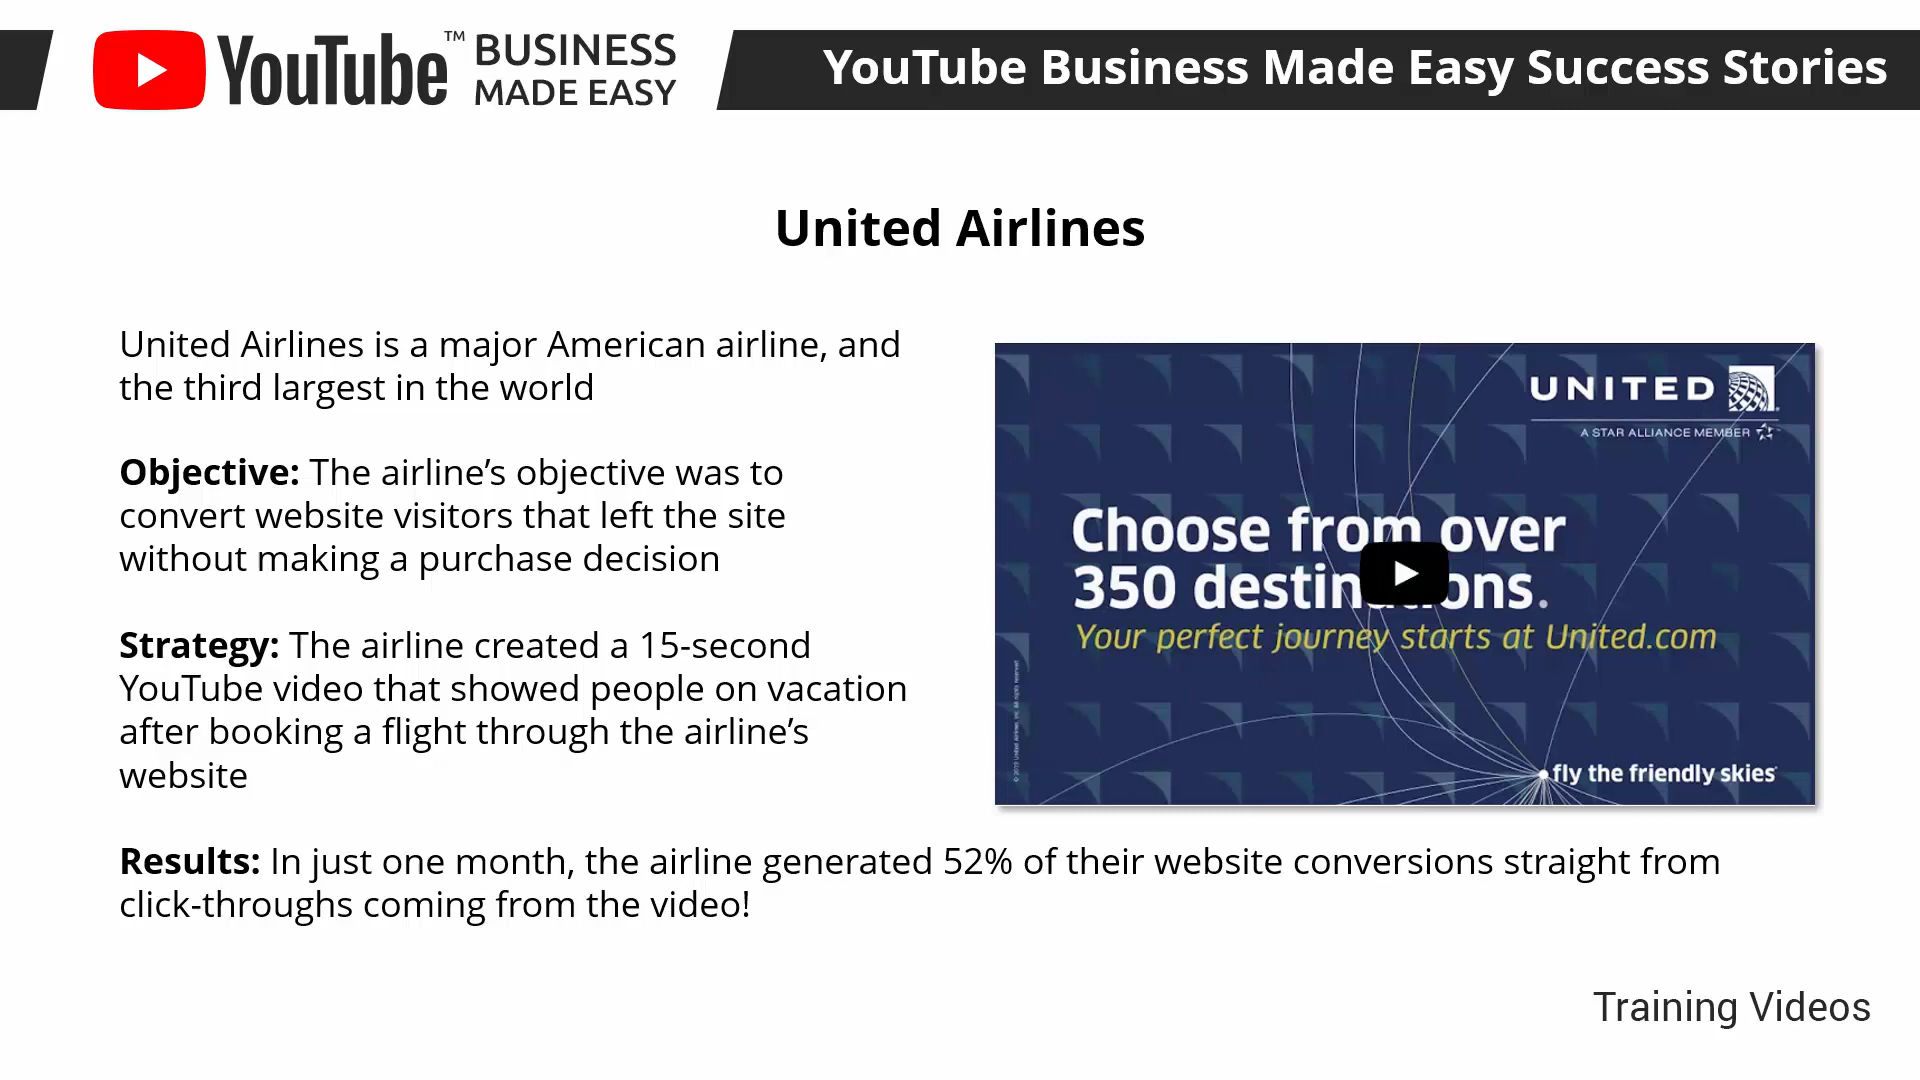 YouTube™ BUSINESS
MADE EASY
YouTube Business Made Easy Success Stories
United Airlines
United Airlines is a major American airline, and
the third largest in the world
Objective: The airline’s objective was to
convert website visitors that left the site
without making a purchase decision
Strategy: The airline created a 15-second
YouTube video that showed people on vacation
after booking a flight through the airline’s
website
UNITED
A STAR ALLIANCE MEMBER
Choose from over
350 destinations.
Your perfect journey starts at United.com
fly the friendly skies
Results: In just one month, the airline generated 52% of their website conversions straight from
click-throughs coming from the video!
Training Videos